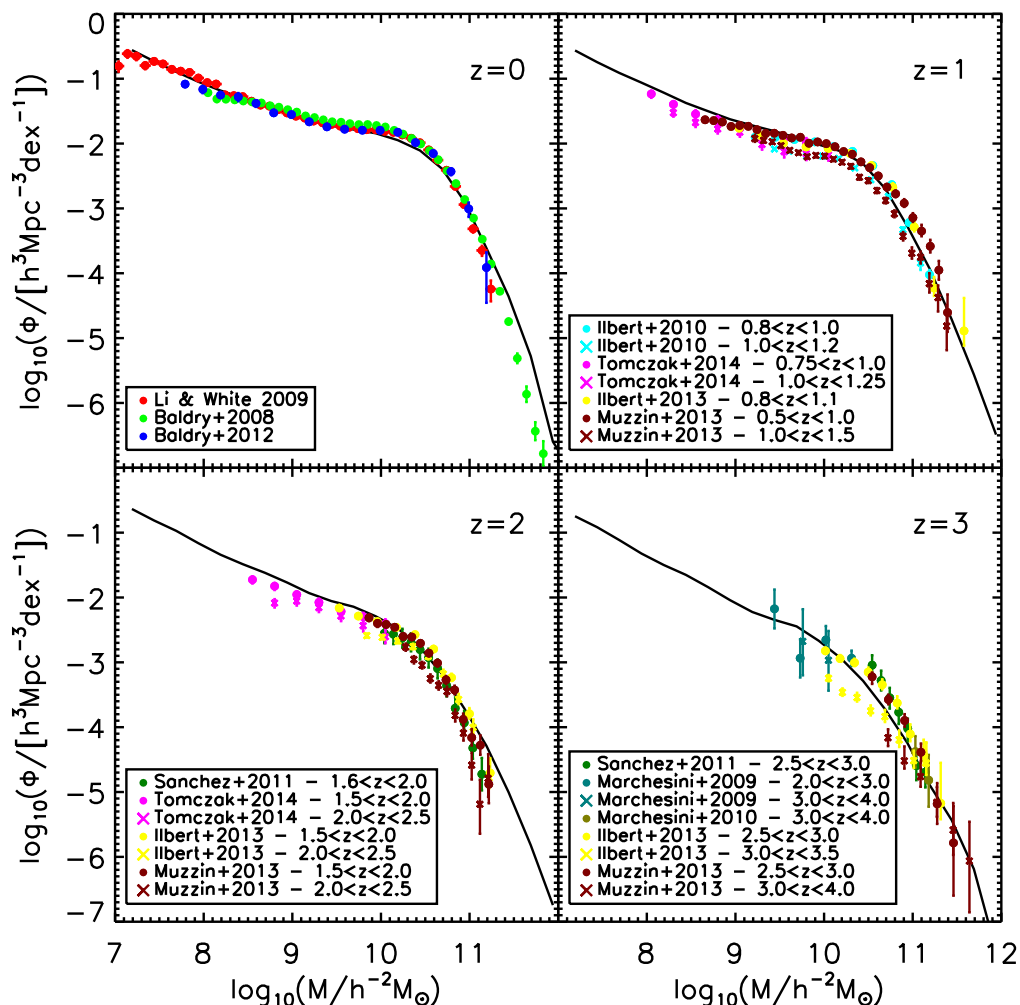 0
-1
-2
-3
-4
-5
-6
log₁₀(Φ/[h³Mpc⁻³dex⁻¹])
z=0
Li & White 2009
Baldry+2008
Baldry+2012
z=1
Ilbert+2010 - 0.8<z<1.0
Ilbert+2010 - 1.0<z<1.2
Tomczak+2014 - 0.75<z<1.0
Tomczak+2014 - 1.0<z<1.25
Ilbert+2013 - 0.8<z<1.1
Muzzin+2013 - 0.5<z<1.0
Muzzin+2013 - 1.0<z<1.5
-1
-2
-3
-4
-5
-6
-7
log₁₀(Φ/[h³Mpc⁻³dex⁻¹])
z=2
Sanchez+2011 - 1.6<z<2.0
Tomczak+2014 - 1.5<z<2.0
Tomczak+2014 - 2.0<z<2.5
Ilbert+2013 - 1.5<z<2.0
Ilbert+2013 - 2.0<z<2.5
Muzzin+2013 - 1.5<z<2.0
Muzzin+2013 - 2.0<z<2.5
z=3
Sanchez+2011 - 2.5<z<3.0
Marchesini+2009 - 2.0<z<3.0
Marchesini+2009 - 3.0<z<4.0
Marchesini+2010 - 3.0<z<4.0
Ilbert+2013 - 2.5<z<3.0
Ilbert+2013 - 3.0<z<3.5
Muzzin+2013 - 2.5<z<3.0
Muzzin+2013 - 3.0<z<4.0
7 8 9 10 11
8 9 10 11 12
log₁₀(M/h⁻²M⊙)
log₁₀(M/h⁻²M⊙)